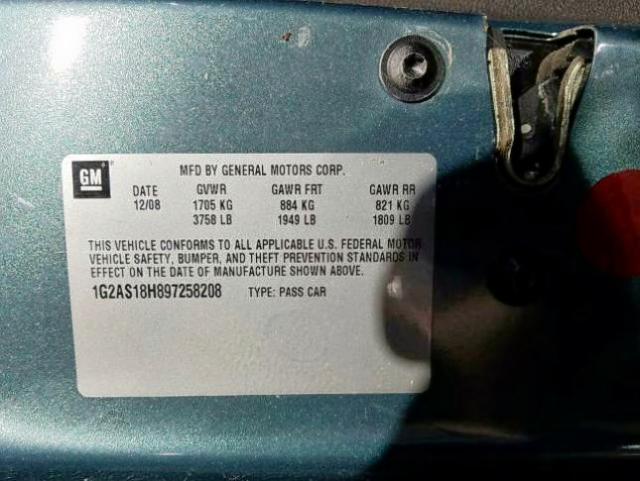 GM
MFD BY GENERAL MOTORS CORP.
DATE GVWR GAWR FRT GAWR RR
12/08 1705 KG 884 KG 821 KG
3758 LB 1949 LB 1809 LB
THIS VEHICLE CONFORMS TO ALL APPLICABLE U.S. FEDERAL MOTOR
VEHICLE SAFETY, BUMPER, AND THEFT PREVENTION STANDARDS IN
EFFECT ON THE DATE OF MANUFACTURE SHOWN ABOVE.
1G2AS18H897258208 TYPE: PASS CAR